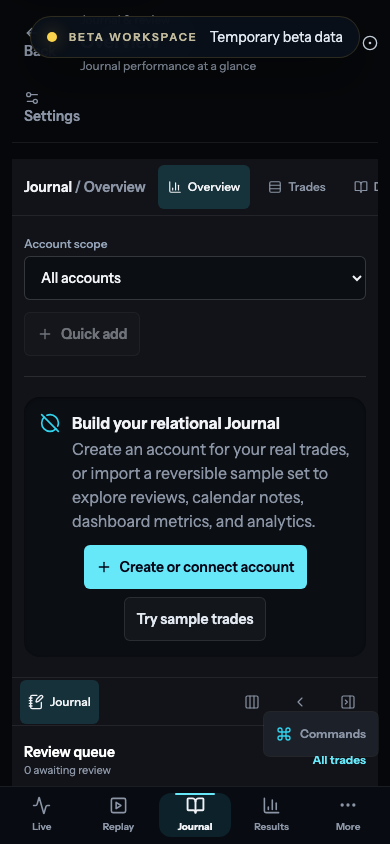 BETA WORKSPACE Temporary beta data
Journal performance at a glance
Settings
Journal / Overview
Overview
Trades
Account scope
All accounts
Quick add
Build your relational Journal
Create an account for your real trades,
or import a reversible sample set to
explore reviews, calendar notes,
dashboard metrics, and analytics.
Create or connect account
Try sample trades
Journal
Commands
Review queue
All trades
0 awaiting review
Live
Replay
Journal
Results
More